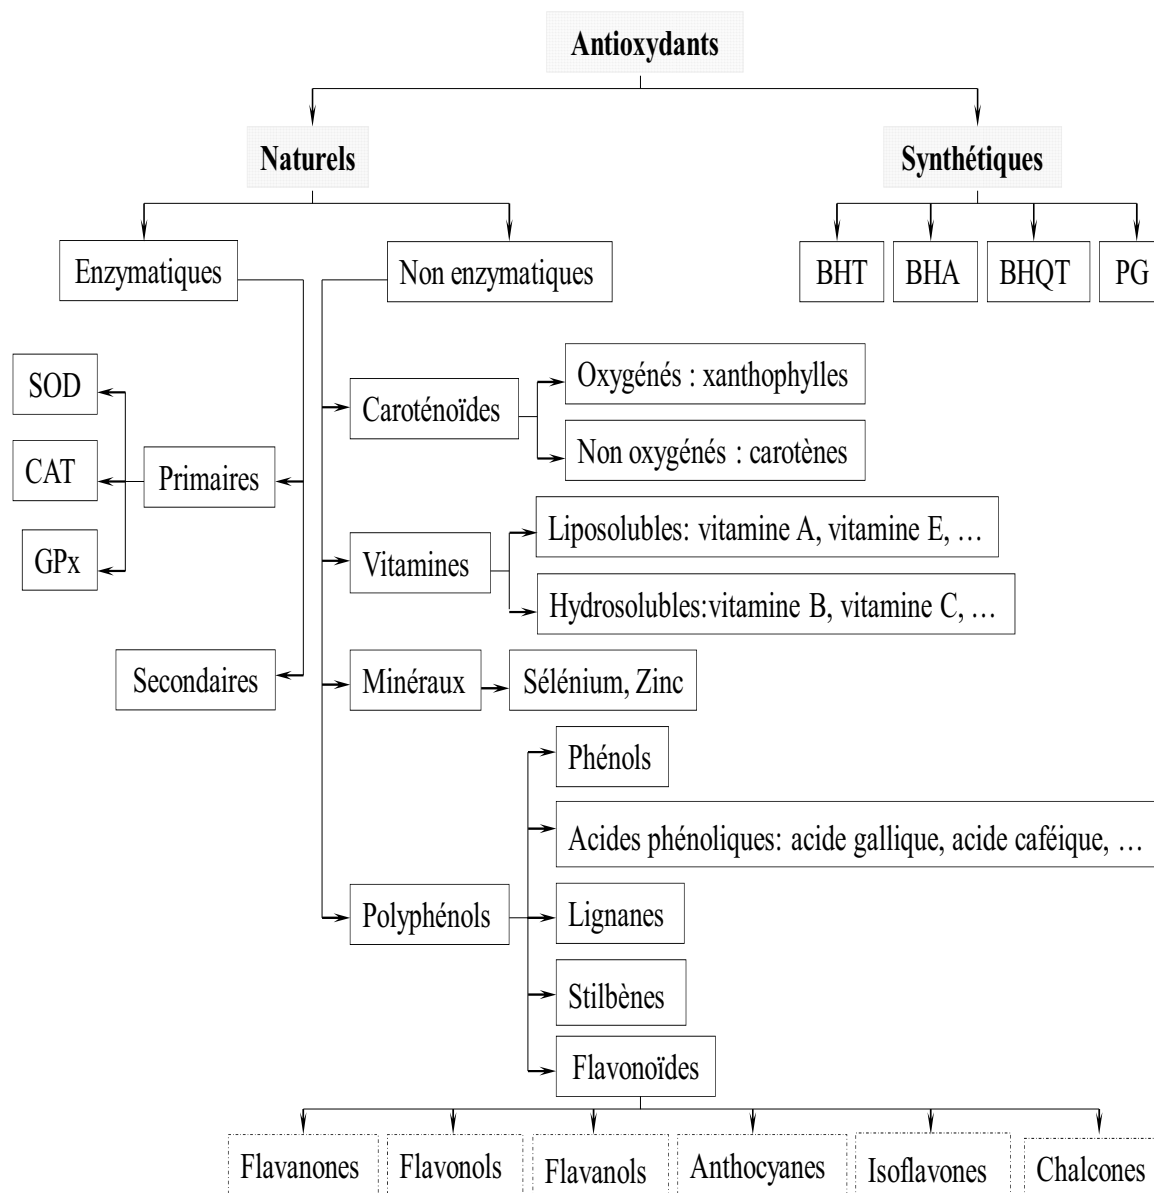 Antioxydants
Naturels
Synthétiques
Enzymatiques
Non enzymatiques
BHT
BHA
BHQT
PG
SOD
CAT
GPx
Primaires
Secondaires
Caroténoïdes
Oxygénés : xanthophylles
Non oxygénés : carotènes
Vitamines
Liposolubles: vitamine A, vitamine E, …
Hydrosolubles:vitamine B, vitamine C, …
Minéraux
Sélénium, Zinc
Polyphénols
Phénols
Acides phénoliques: acide gallique, acide caféique, …
Lignanes
Stilbènes
Flavonoïdes
Flavanones
Flavonols
Flavanols
Anthocyanes
Isoflavones
Chalcones